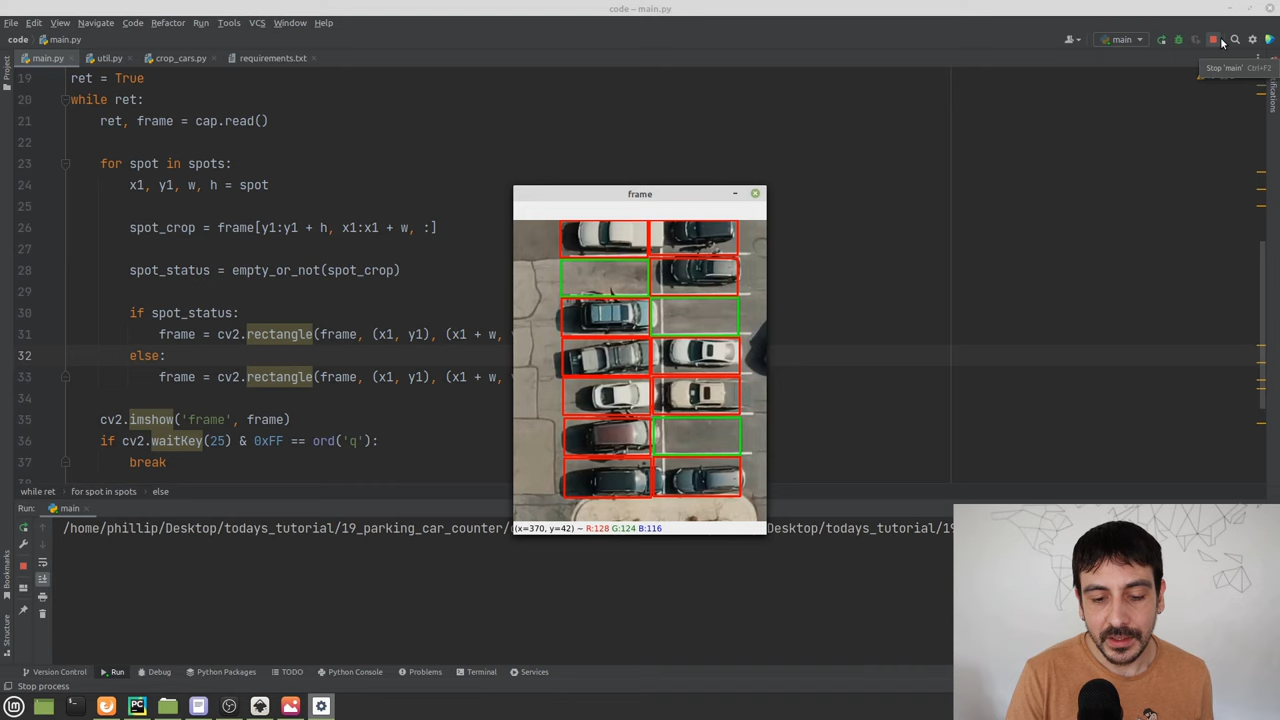 code – main.py
File Edit View Navigate Code Refactor Run Tools VCS Window Help
code main.py main
main.py util.py crop_cars.py requirements.txt
Stop 'main' Ctrl+F2
Project
19 ret = True
20 while ret:
21 ret, frame = cap.read()
22
23 for spot in spots:
24 x1, y1, w, h = spot
25
26 spot_crop = frame[y1:y1 + h, x1:x1 + w, :]
27
28 spot_status = empty_or_not(spot_crop)
29
30 if spot_status:
31 frame = cv2.rectangle(frame, (x1, y1), (x1 + w,
32 else:
33 frame = cv2.rectangle(frame, (x1, y1), (x1 + w,
34
35 cv2.imshow('frame', frame)
36 if cv2.waitKey(25) & 0xFF == ord('q'):
37 break
frame
(x=370, y=42) ~ R:128 G:124 B:116
while ret for spot in spots else
Run: main
/home/phillip/Desktop/todays_tutorial/19_parking_car_counter/
Desktop/todays_tutorial/19
Bookmarks
Structure
Version Control Run Debug Python Packages TODO Python Console Problems Terminal Services
Stop process